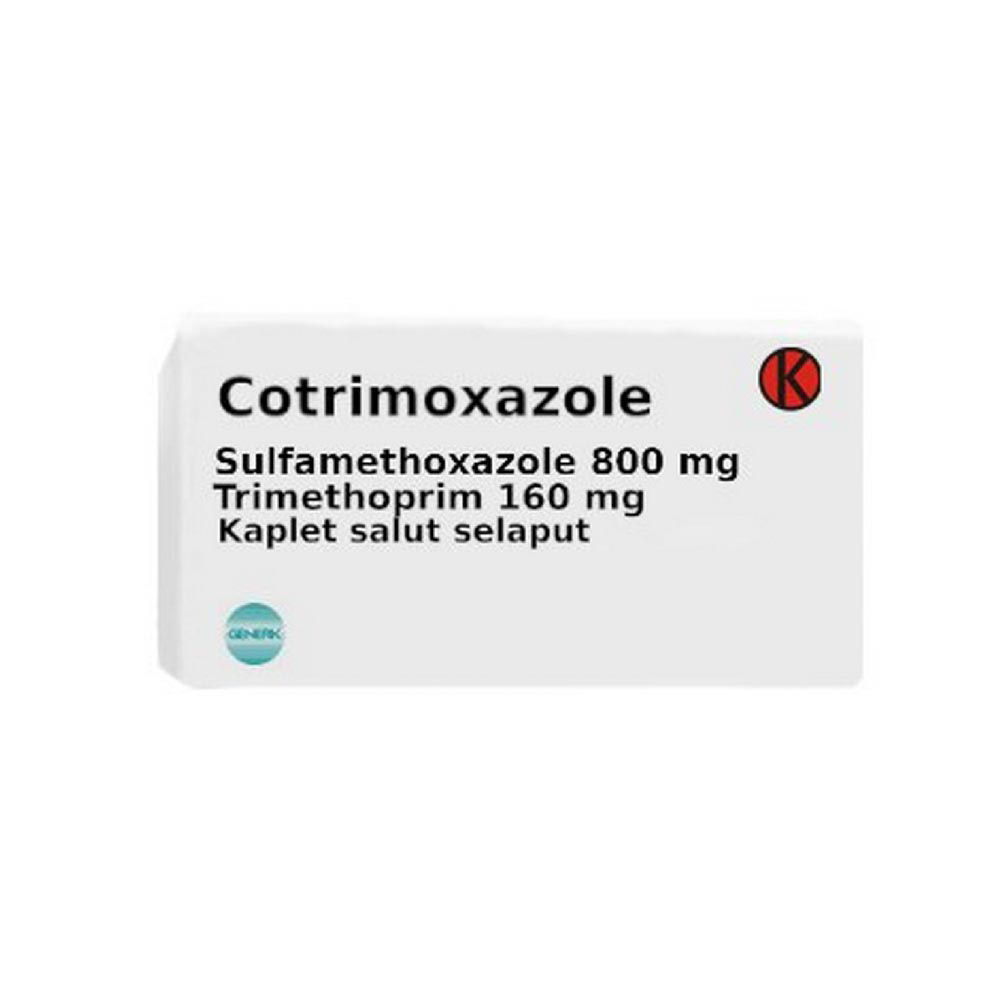 Cotrimoxazole
K
Sulfamethoxazole 800 mg
Trimethoprim 160 mg
Kaplet salut selaput
GENERIK